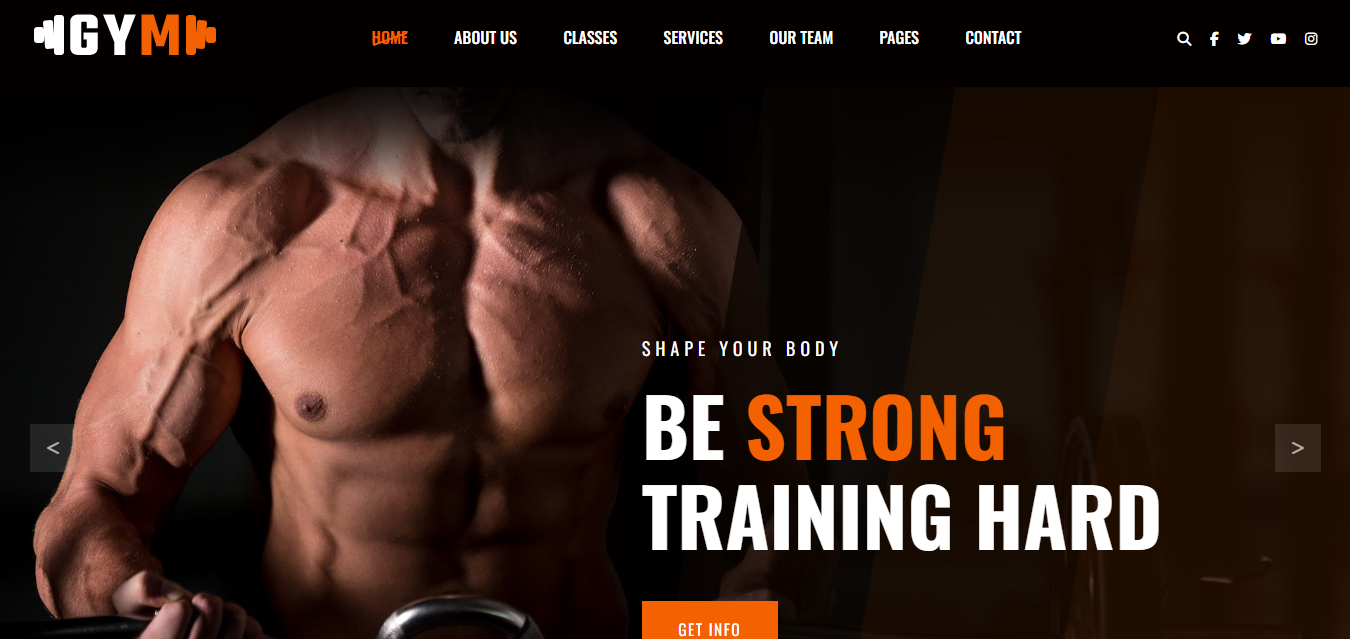 GYM
HOME ABOUT US CLASSES SERVICES OUR TEAM PAGES CONTACT
SHAPE YOUR BODY
BE STRONG
TRAINING HARD
< >
GET INFO